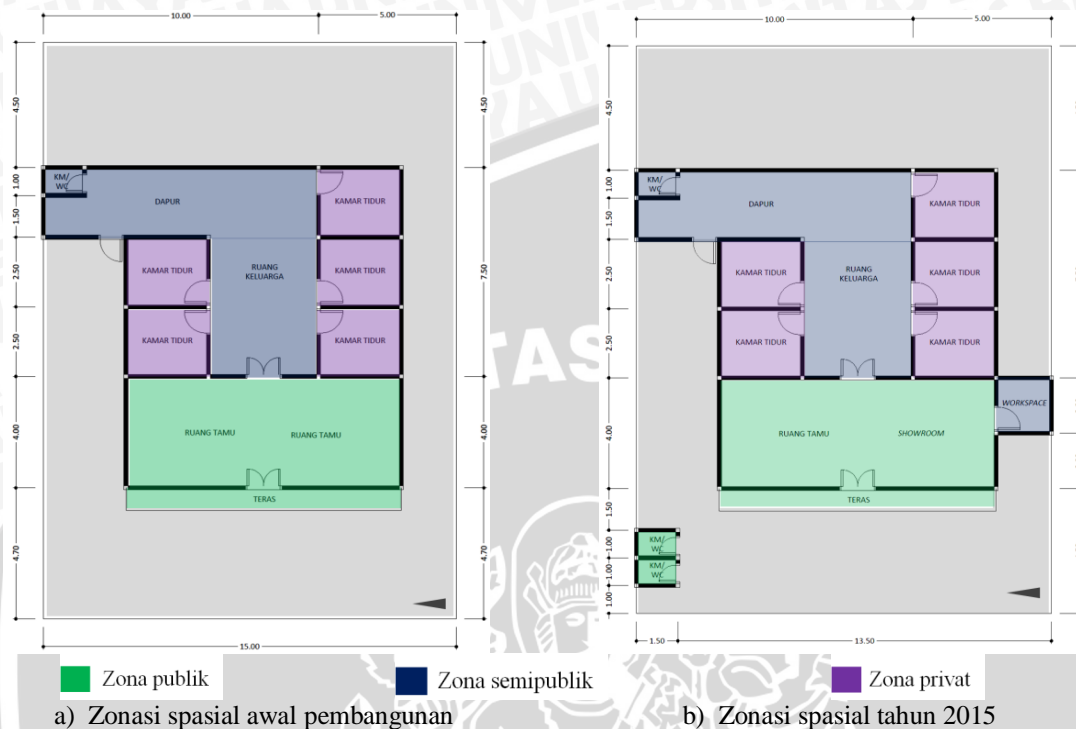 10.00 5.00
4.50 4.50
KM/
WC
1.00
DAPUR KAMAR TIDUR
1.50
KAMAR TIDUR RUANG
KELUARGA KAMAR TIDUR
2.50 7.50
KAMAR TIDUR KAMAR TIDUR
2.50
RUANG TAMU RUANG TAMU
4.00 4.00
TERAS
4.70 4.70
15.00
10.00 5.00
4.50
KM/
WC
1.00
DAPUR KAMAR TIDUR
1.50
KAMAR TIDUR RUANG
KELUARGA KAMAR TIDUR
2.50
KAMAR TIDUR KAMAR TIDUR
2.50
WORKSPACE
RUANG TAMU SHOWROOM
4.00
TERAS
1.50
KM/
WC
1.00
KM/
WC
1.00
1.00
1.50 13.50
Zona publik Zona semipublik Zona privat
a) Zonasi spasial awal pembangunan b) Zonasi spasial tahun 2015